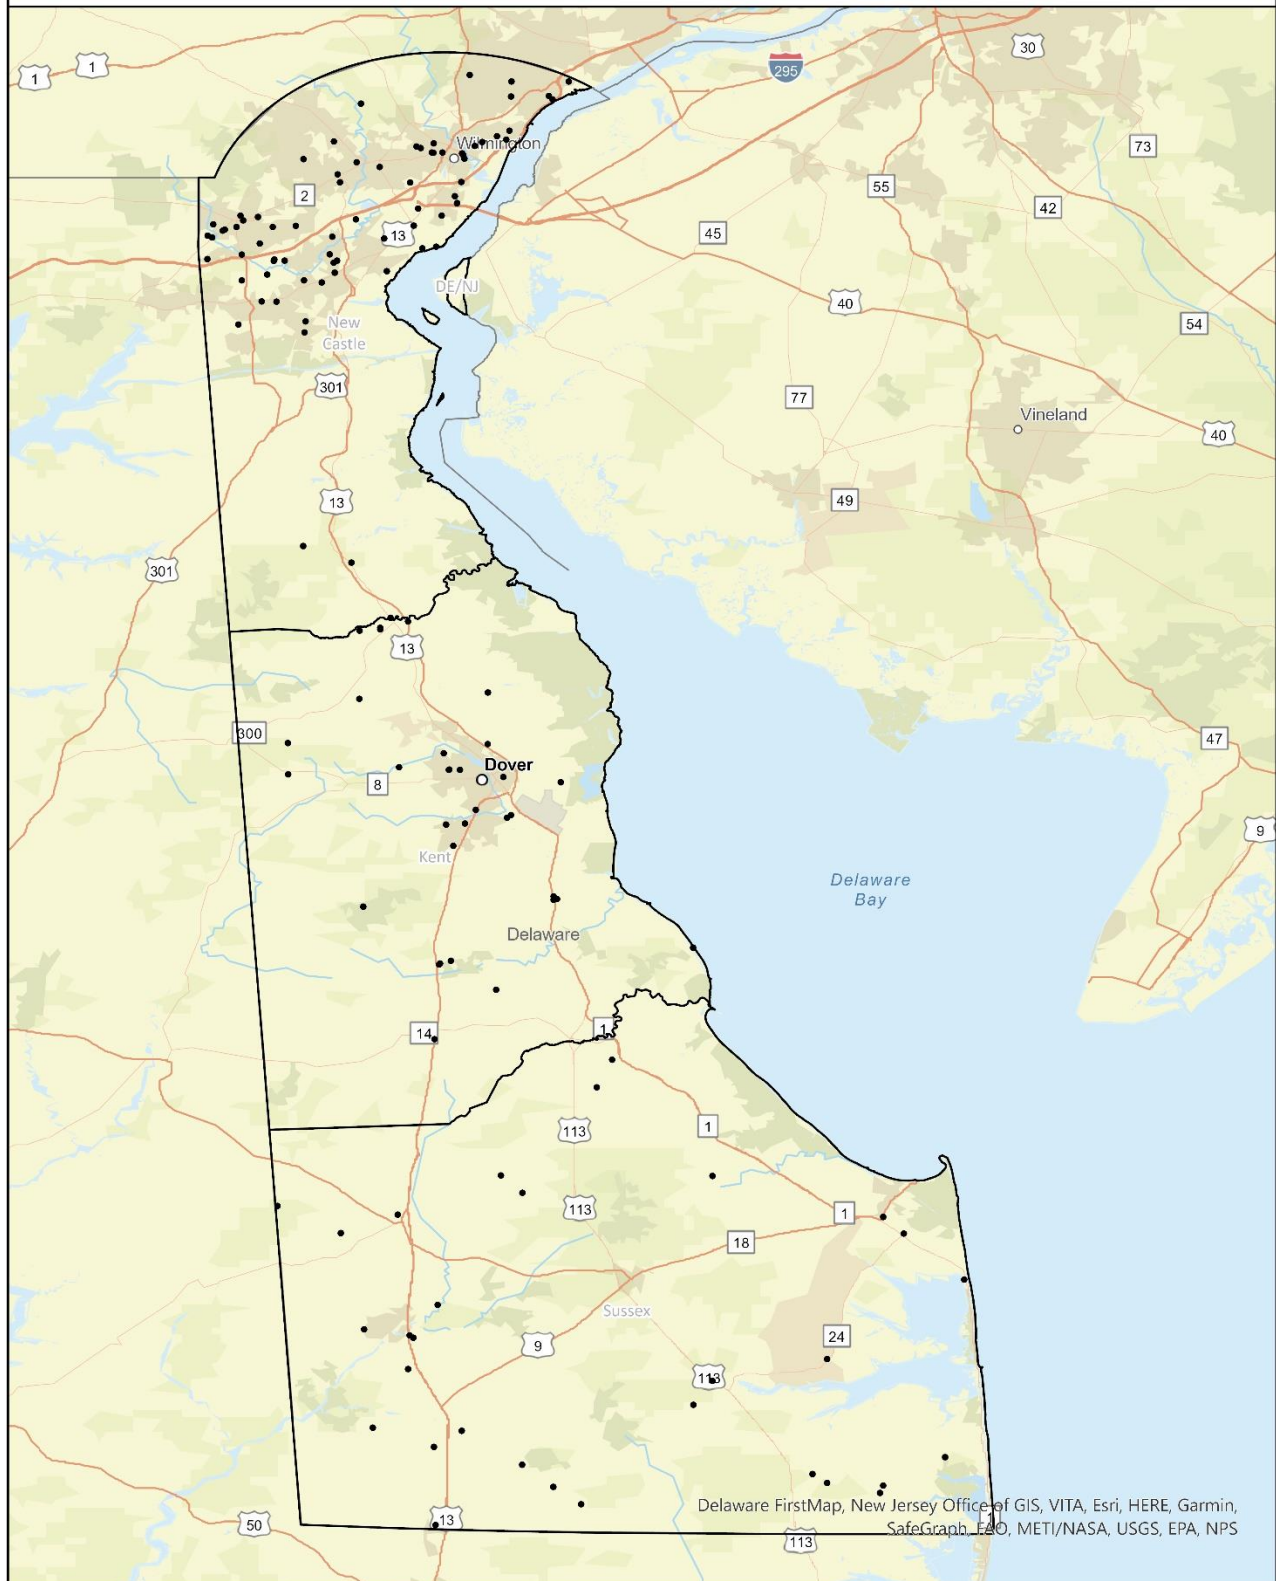 30
1
1
295
73
Wilmington
55
2
42
45
13
DE/NJ
40
54
New
Castle
301
77
Vineland
40
49
13
301
13
300
47
Dover
8
9
Kent
Delaware
Bay
Delaware
14
1
113
1
113
1
18
Sussex
24
9
113
Delaware FirstMap, New Jersey Office of GIS, VITA, Esri, HERE, Garmin,
SafeGraph, FAO, METI/NASA, USGS, EPA, NPS
13
1
50
113